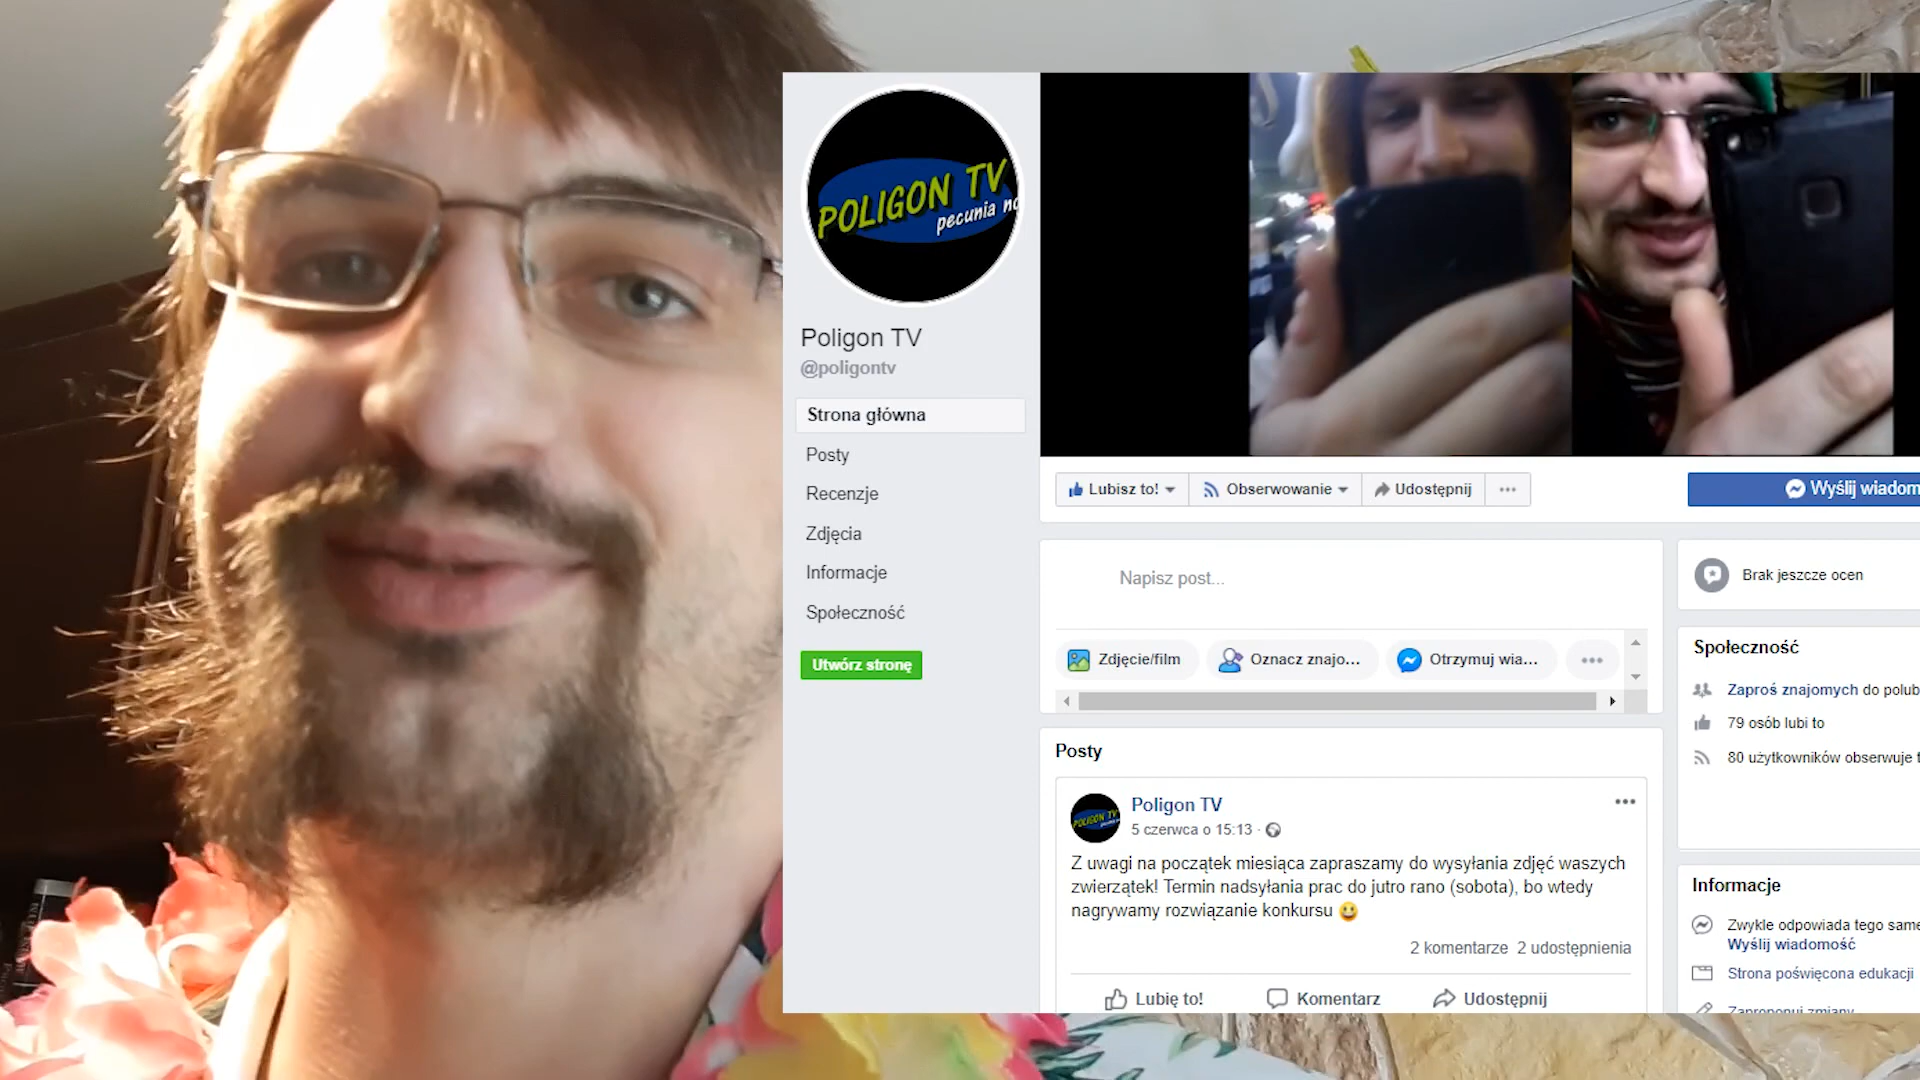 POLIGON TV
pecunia
Poligon TV
@poligontv
Strona główna
Posty
Recenzje
Zdjęcia
Informacje
Społeczność
Utwórz stronę
Lubisz to!
Obserwowanie
Udostępnij
Wyślij
Napisz post...
Zdjęcie/film
Oznacz znajo...
Otrzymuj wia...
Brak jeszcze ocen
Społeczność
Zaproś znajomych do
79 osób lubi to
80 użytkowników obserwuje
Posty
Poligon TV
5 czerwca o 15:13 ·
Z uwagi na początek miesiąca zapraszamy do wysyłania zdjęć waszych
zwierzątek! Termin nadsyłania prac do jutro rano (sobota), bo wtedy
nagrywamy rozwiązanie konkursu 😀
2 komentarze 2 udostępnienia
Lubię to!
Komentarz
Udostępnij
Informacje
Zwykle odpowiada tego
Wyślij wiadomość
Strona poświęcona edukacji
Zaproponuj zmiany